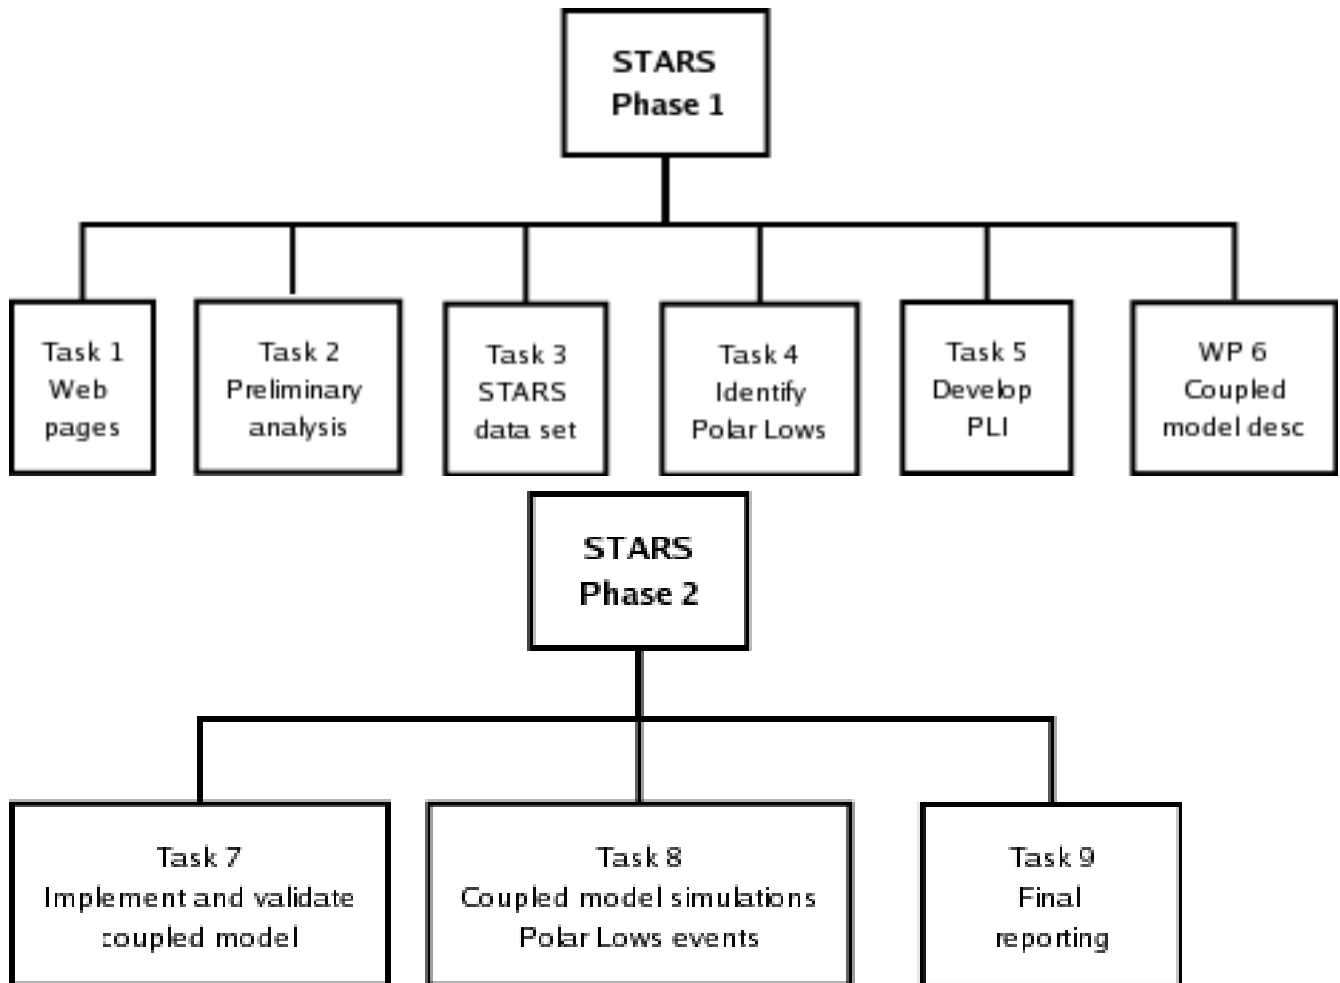 STARS
Phase 1
Task 1
Web
pages
Task 2
Preliminary
analysis
Task 3
STARS
data set
Task 4
Identify
Polar Lows
Task 5
Develop
PLI
WP 6
Coupled
model desc
STARS
Phase 2
Task 7
Implement and validate
coupled model
Task 8
Coupled model simulations
Polar Lows events
Task 9
Final
reporting